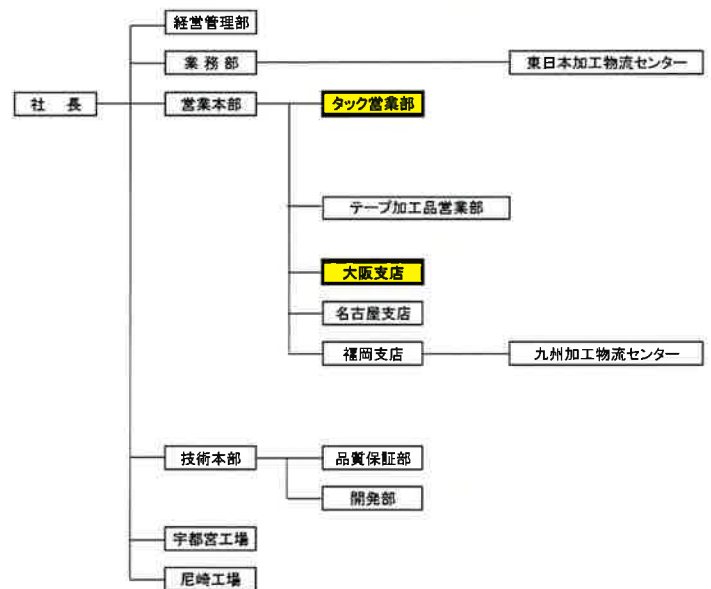 経営管理部
業務部
東日本加工物流センター
社 長
営業本部
タック営業部
テープ加工品営業部
大阪支店
名古屋支店
福岡支店
九州加工物流センター
技術本部
品質保証部
開発部
宇都宮工場
尼崎工場